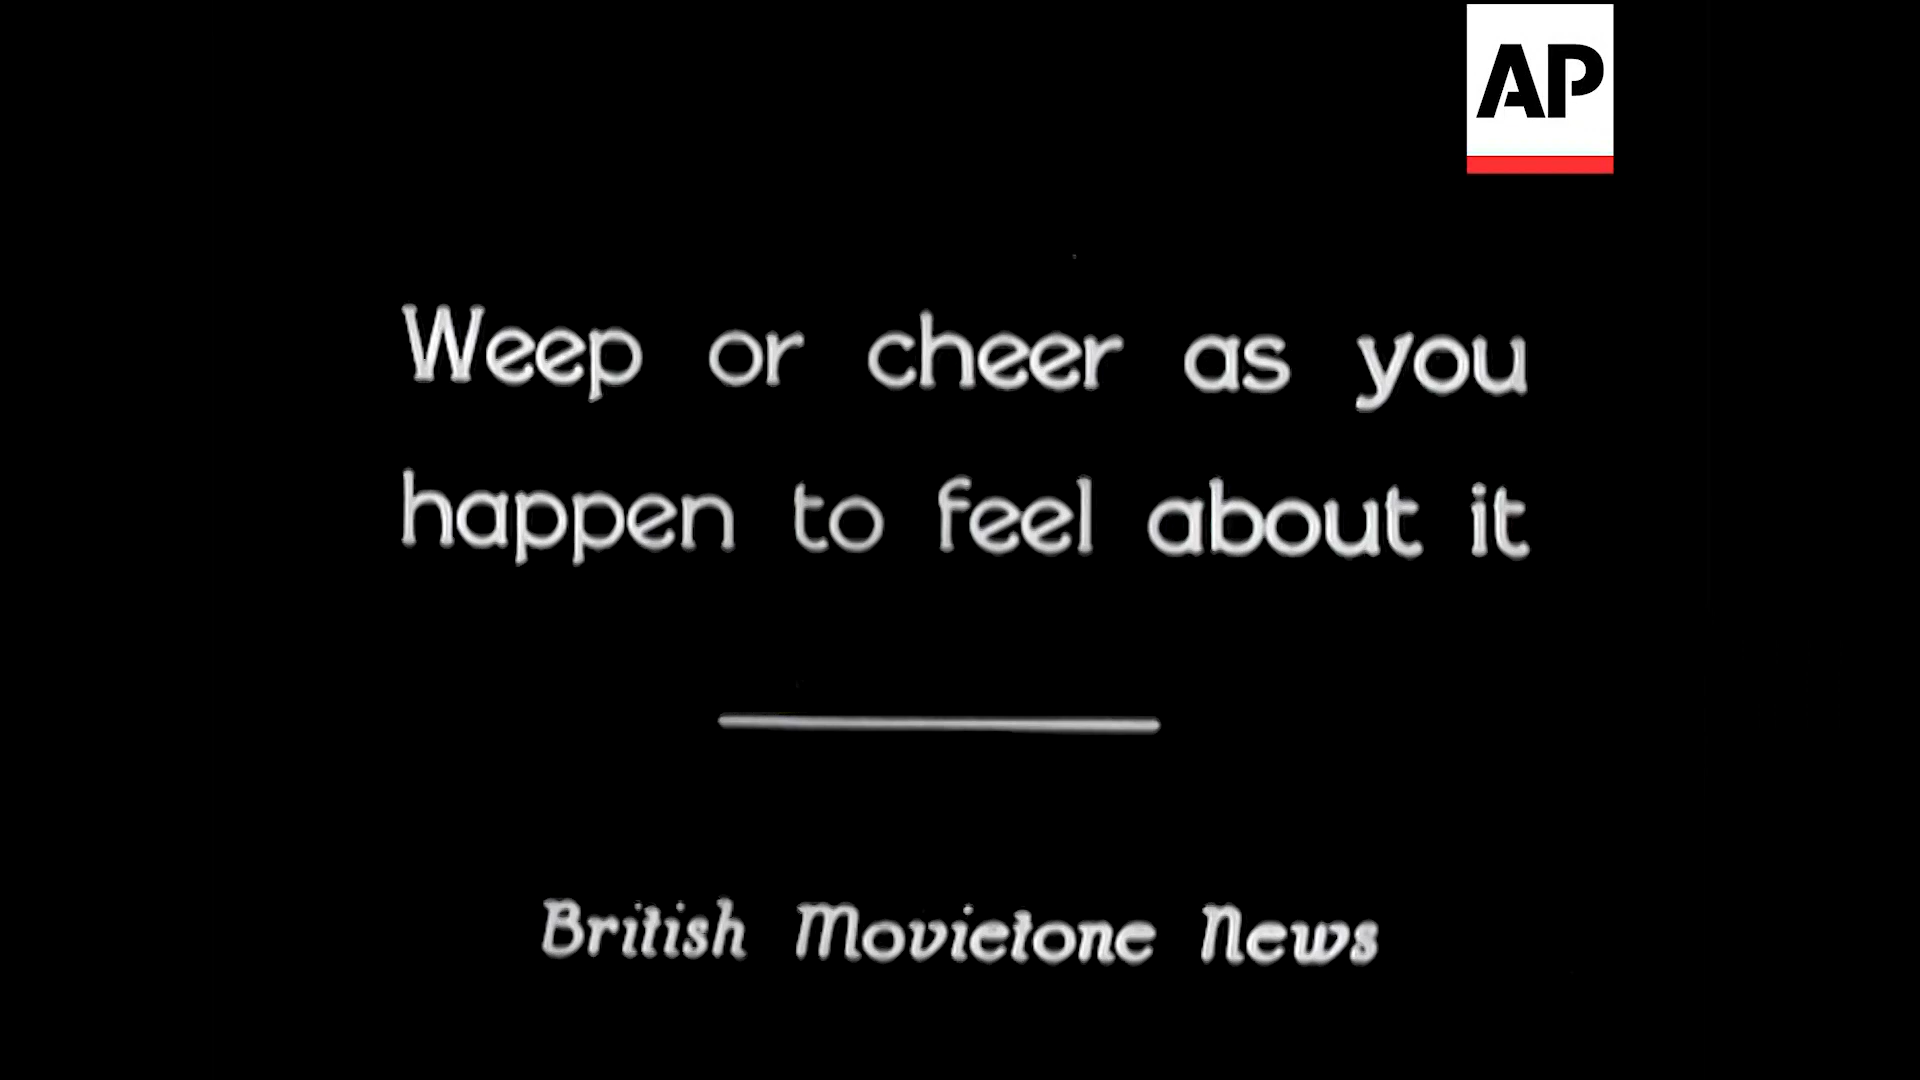 AP
Weep or cheer as you
happen to feel about it
British Movietone News